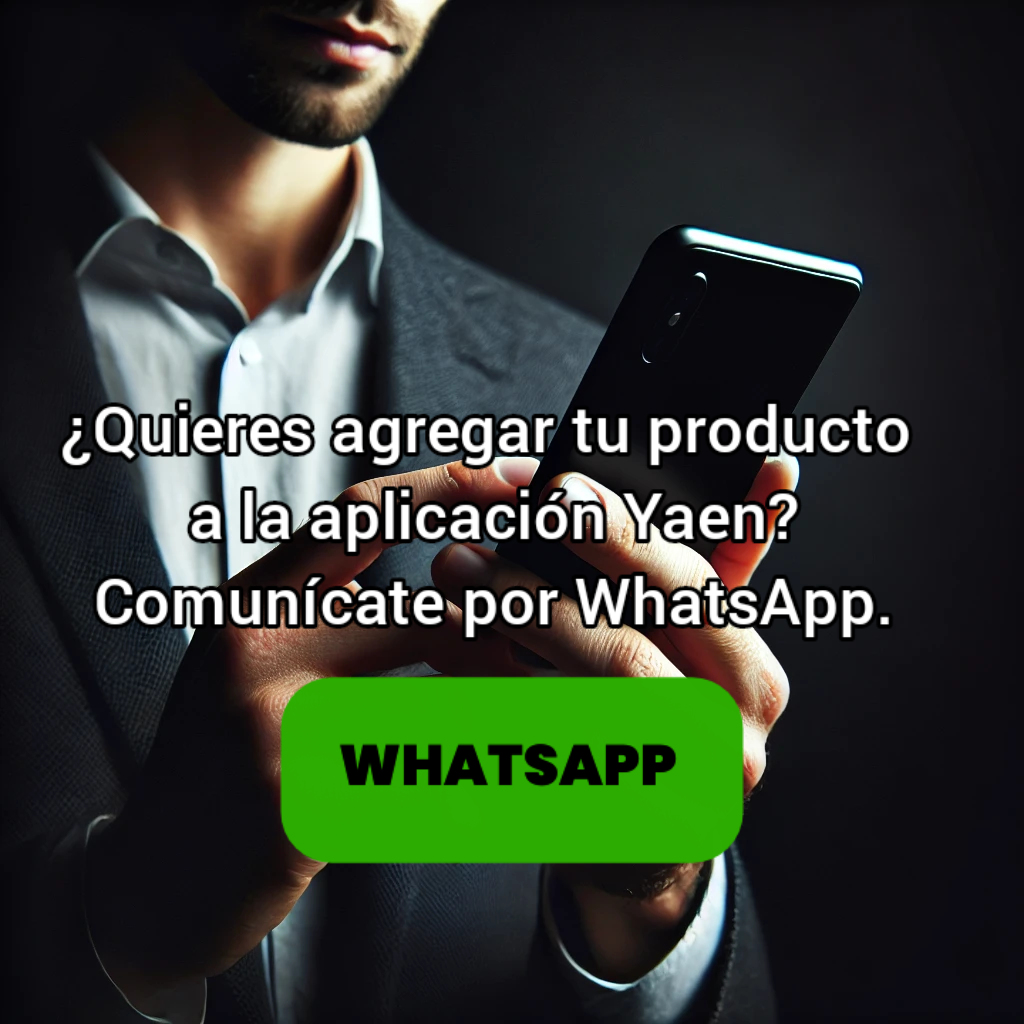 ¿Quieres agregar tu producto
a la aplicación Yaen?
Comunícate por WhatsApp.
WHATSAPP